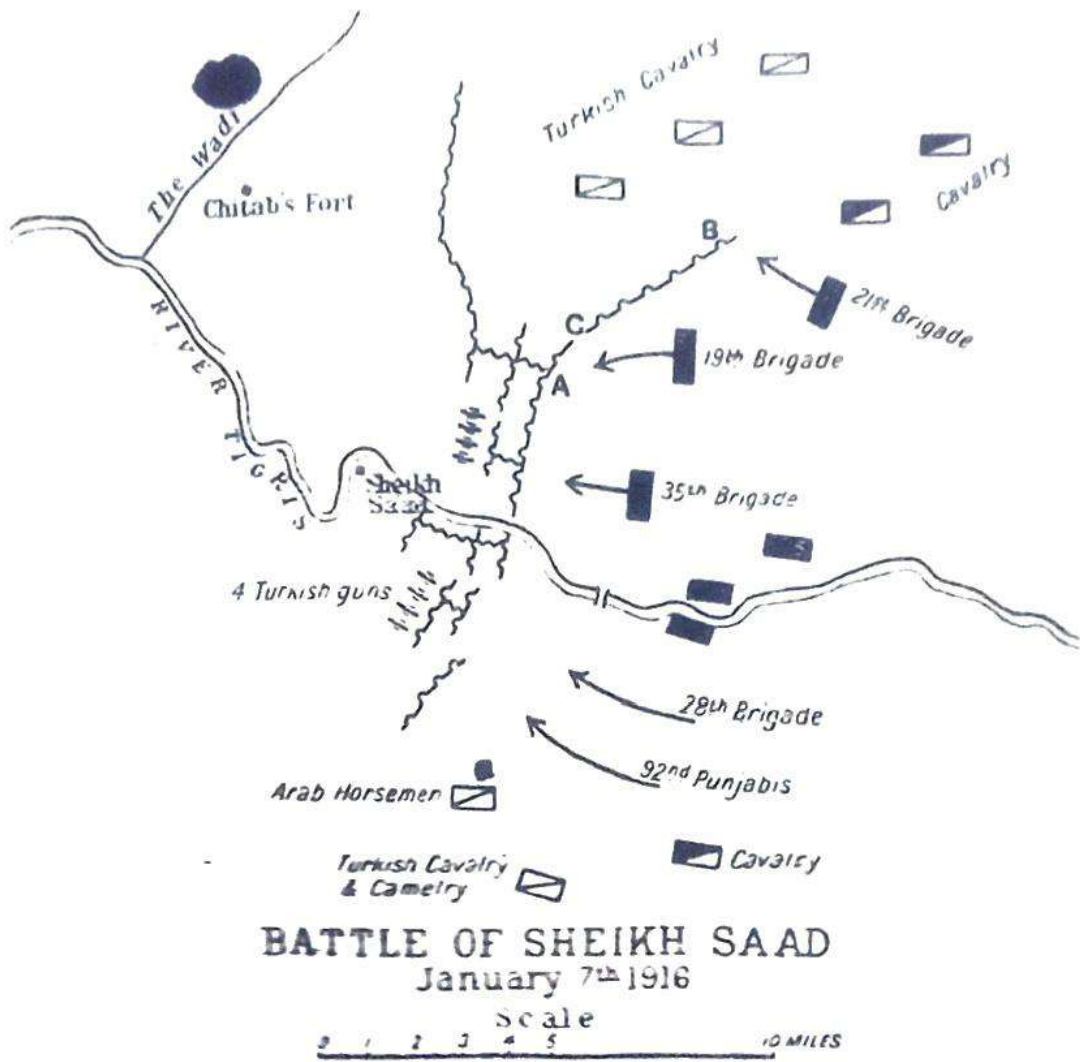 Turkish Cavalry
Cavalry
The Wadi
Chitab's Fort
B
21st Brigade
C
19th Brigade
A
RIVER TIGRIS
Sheikh
Saad
35th Brigade
4 Turkish guns
28th Brigade
92nd Punjabis
Arab Horsemen
Turkish Cavalry
& Camelry
Cavalry
BATTLE OF SHEIKH SAAD
January 7th 1916
Scale
0 1 2 3 4 5 10 MILES